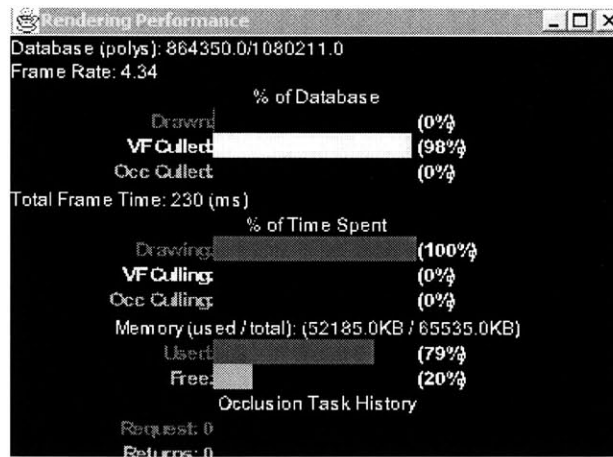 Rendering Performance
Database (polys): 864350.0/1080211.0
Frame Rate: 4.34
% of Database
Drawn: (0%)
VF Culled: (98%)
Occ Culled: (0%)
Total Frame Time: 230 (ms)
% of Time Spent
Drawing: (100%)
VF Culling: (0%)
Occ Culling: (0%)
Memory (used / total): (52185.0KB / 65535.0KB)
Used: (79%)
Free: (20%)
Occlusion Task History
Request: 0
Returns: 0